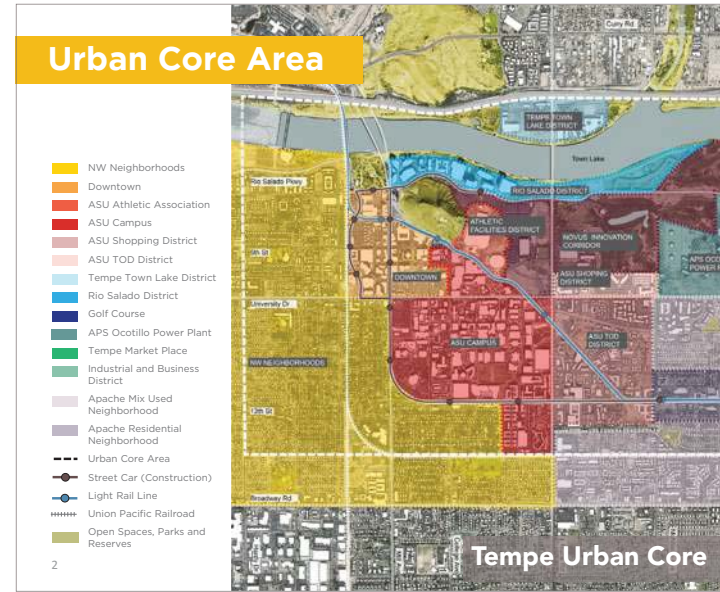 Urban Core Area
NW Neighborhoods
Downtown
ASU Athletic Association
ASU Campus
ASU Shopping District
ASU TOD District
Tempe Town Lake District
Rio Salado District
Golf Course
APS Ocotillo Power Plant
Tempe Market Place
Industrial and Business
District
Apache Mix Used
Neighborhood
Apache Residential
Neighborhood
Urban Core Area
Street Car (Construction)
Light Rail Line
Union Pacific Railroad
Open Spaces, Parks and
Reserves
2
Curry Rd
TEMPE TOWN
LAKE DISTRICT
Town Lake
Rio Salado Pkwy
RIO SALADO DISTRICT
ATHLETIC
FACILITIES DISTRICT
NOVUS INNOVATION
CORRIDOR
5th St
DOWNTOWN
ASU SHOPING
DISTRICT
APS OCO
POWER P
University Dr
ASU CAMPUS
ASU TOD
DISTRICT
NW NEIGHBORHOODS
13th St
Broadway Rd
Tempe Urban Core